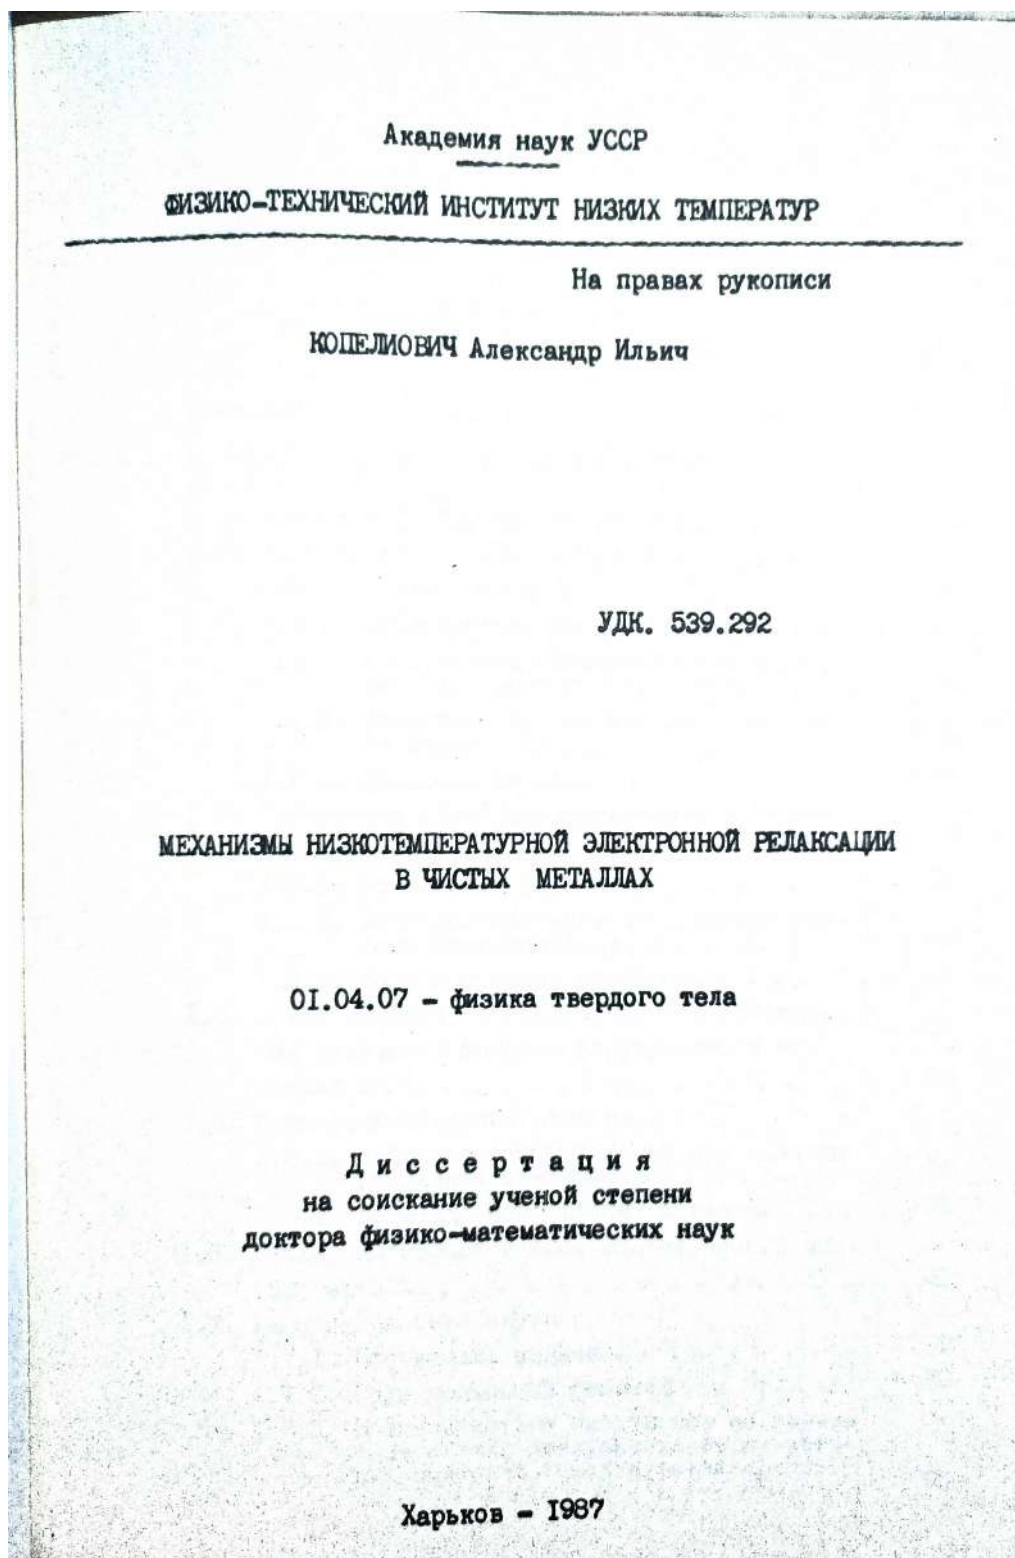 Академия наук УССР
ФИЗИКО-ТЕХНИЧЕСКИЙ ИНСТИТУТ НИЗКИХ ТЕМПЕРАТУР
На правах рукописи
КОПЕЛИОВИЧ Александр Ильич
УДК. 539.292
МЕХАНИЗМЫ НИЗКОТЕМПЕРАТУРНОЙ ЭЛЕКТРОННОЙ РЕЛАКСАЦИИ
В ЧИСТЫХ МЕТАЛЛАХ
01.04.07 - физика твердого тела
Диссертация
на соискание ученой степени
доктора физико-математических наук
Харьков - 1987